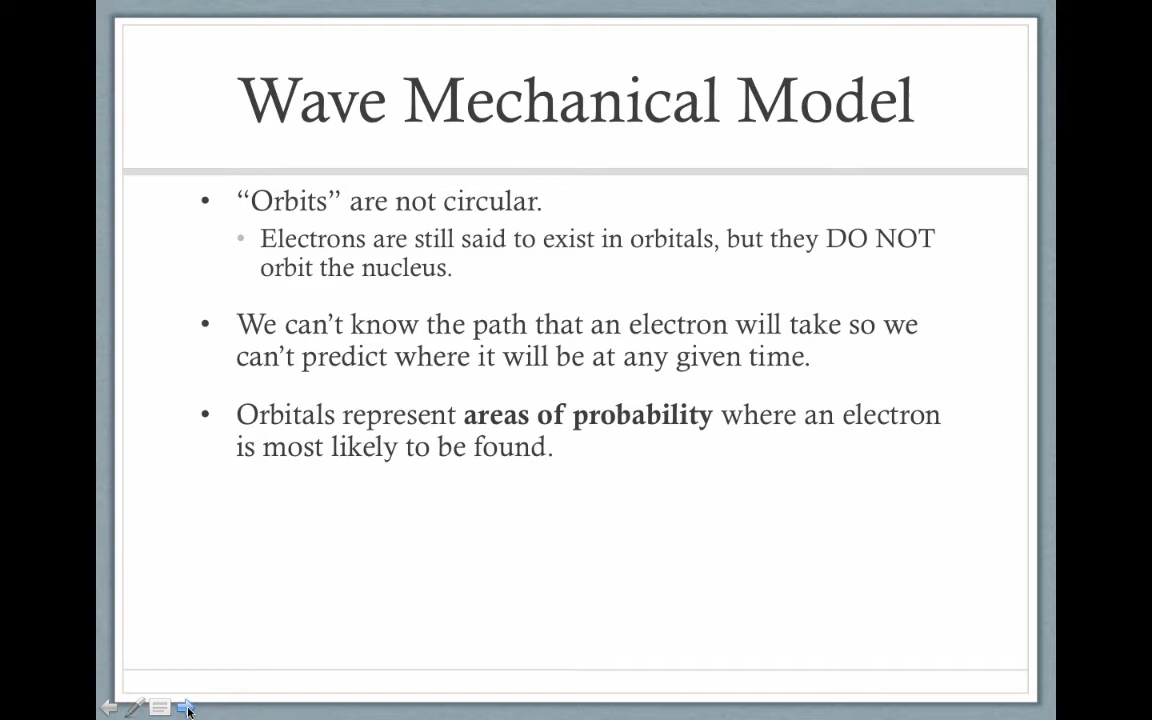 Wave Mechanical Model
• “Orbits” are not circular.
• Electrons are still said to exist in orbitals, but they DO NOT
orbit the nucleus.
• We can’t know the path that an electron will take so we
can’t predict where it will be at any given time.
• Orbitals represent areas of probability where an electron
is most likely to be found.